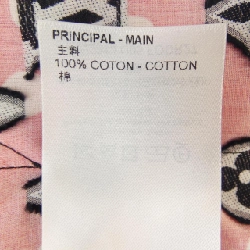 PRINCIPAL - MAIN
主料
100% COTON - COTTON
棉